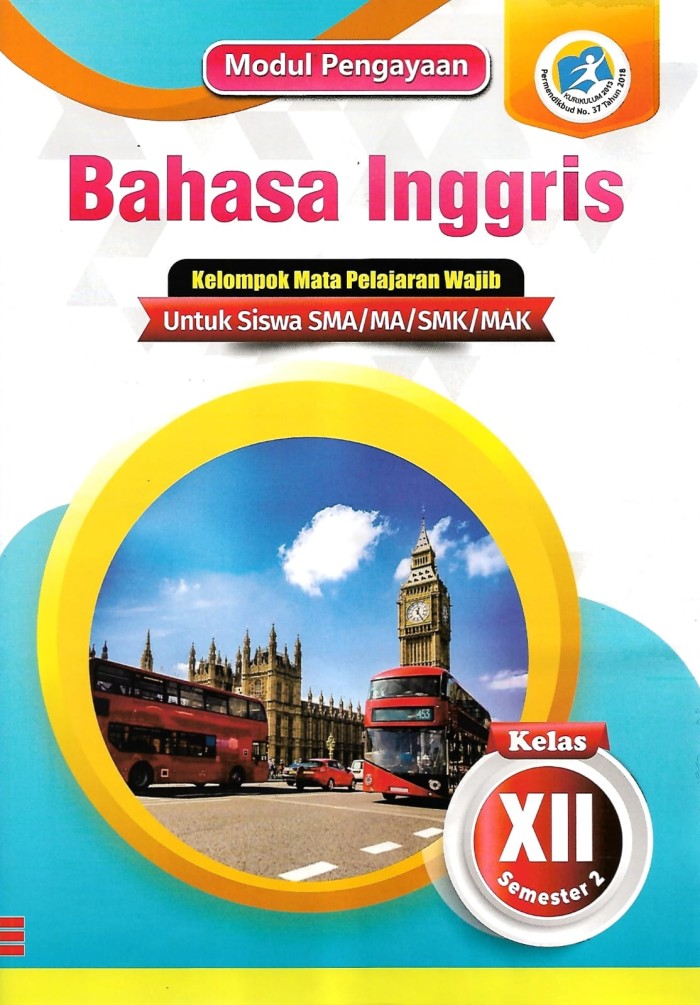 Modul Pengayaan
KURIKULUM 2013
Permendikbud No. 37 Tahun 2018
Bahasa Inggris
Kelompok Mata Pelajaran Wajib
Untuk Siswa SMA/MA/SMK/MAK
453
Kelas
XII
Semester 2